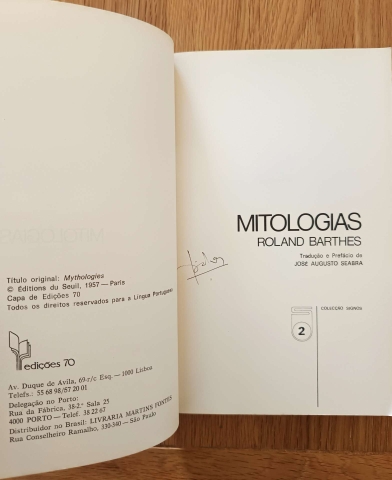 Título original: Mythologies
© Éditions du Seuil, 1957 — Paris
Capa de Edições 70
Todos os direitos reservados para a Língua Portuguesa
edições 70
Av. Duque de Avila, 69-r/c Esq. — 1000 Lisboa
Telefs.: 55 68 98/57 20 01
Delegação no Porto:
Rua da Fábrica, 38-2.º Sala 25
4000 PORTO — Telef. 38 22 67
Distribuidor no Brasil: LIVRARIA MARTINS FONTES
Rua Conselheiro Ramalho, 330-340 — São Paulo
MITOLOGIAS
ROLAND BARTHES
Tradução e Prefácio de
JOSÉ AUGUSTO SEABRA
COLECÇÃO SIGNOS
2